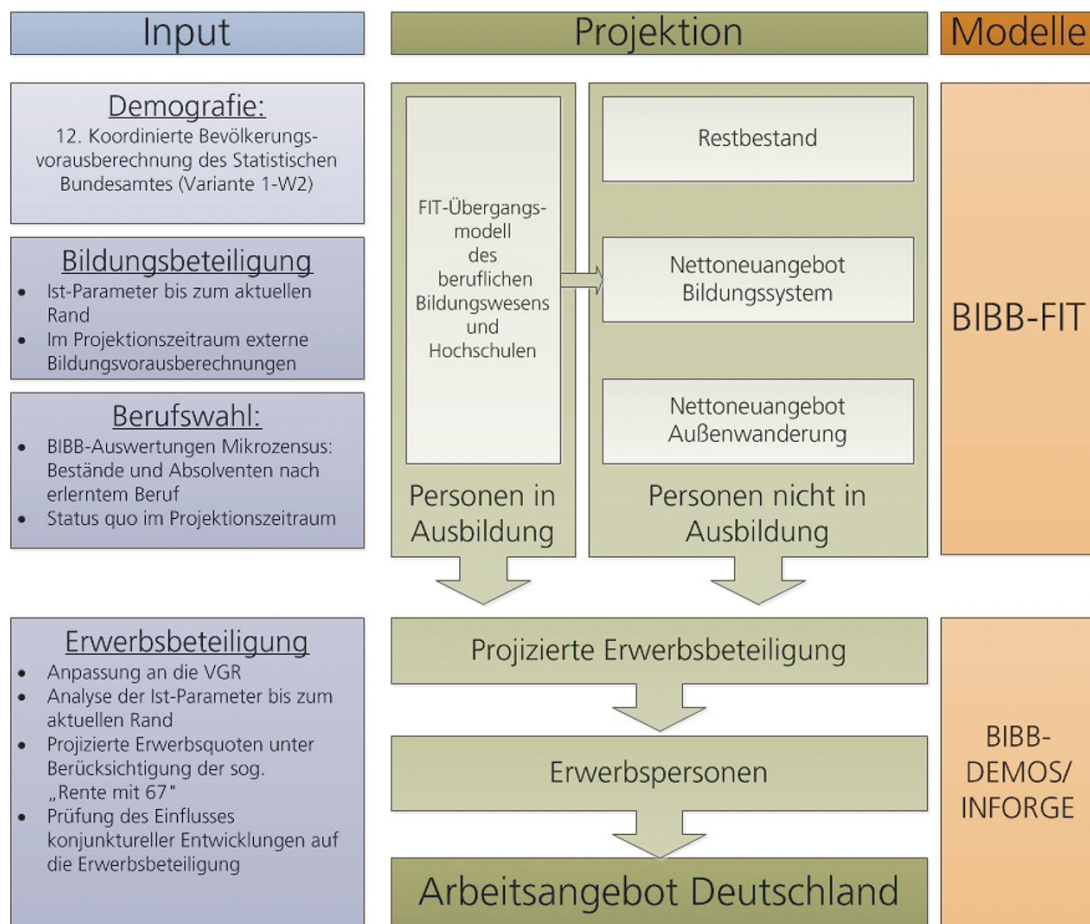 Input
Projektion
Modelle
Demografie:
12. Koordinierte Bevölkerungs-
vorausberechnung des Statistischen
Bundesamtes (Variante 1-W2)
Bildungsbeteiligung
• Ist-Parameter bis zum aktuellen
Rand
• Im Projektionszeitraum externe
Bildungsvorausberechnungen
Berufswahl:
• BIBB-Auswertungen Mikrozensus:
Bestände und Absolventen nach
erlerntem Beruf
• Status quo im Projektionszeitraum
FIT-Übergangs-
modell
des
beruflichen
Bildungswesens
und
Hochschulen
Personen in
Ausbildung
Restbestand
Nettoneuangebot
Bildungssystem
Nettoneuangebot
Außenwanderung
Personen nicht in
Ausbildung
BIBB-FIT
Erwerbsbeteiligung
• Anpassung an die VGR
• Analyse der Ist-Parameter bis zum
aktuellen Rand
• Projizierte Erwerbsquoten unter
Berücksichtigung der sog.
„Rente mit 67"
• Prüfung des Einflusses
konjunktureller Entwicklungen auf
die Erwerbsbeteiligung
Projizierte Erwerbsbeteiligung
Erwerbspersonen
Arbeitsangebot Deutschland
BIBB-
DEMOS/
INFORGE